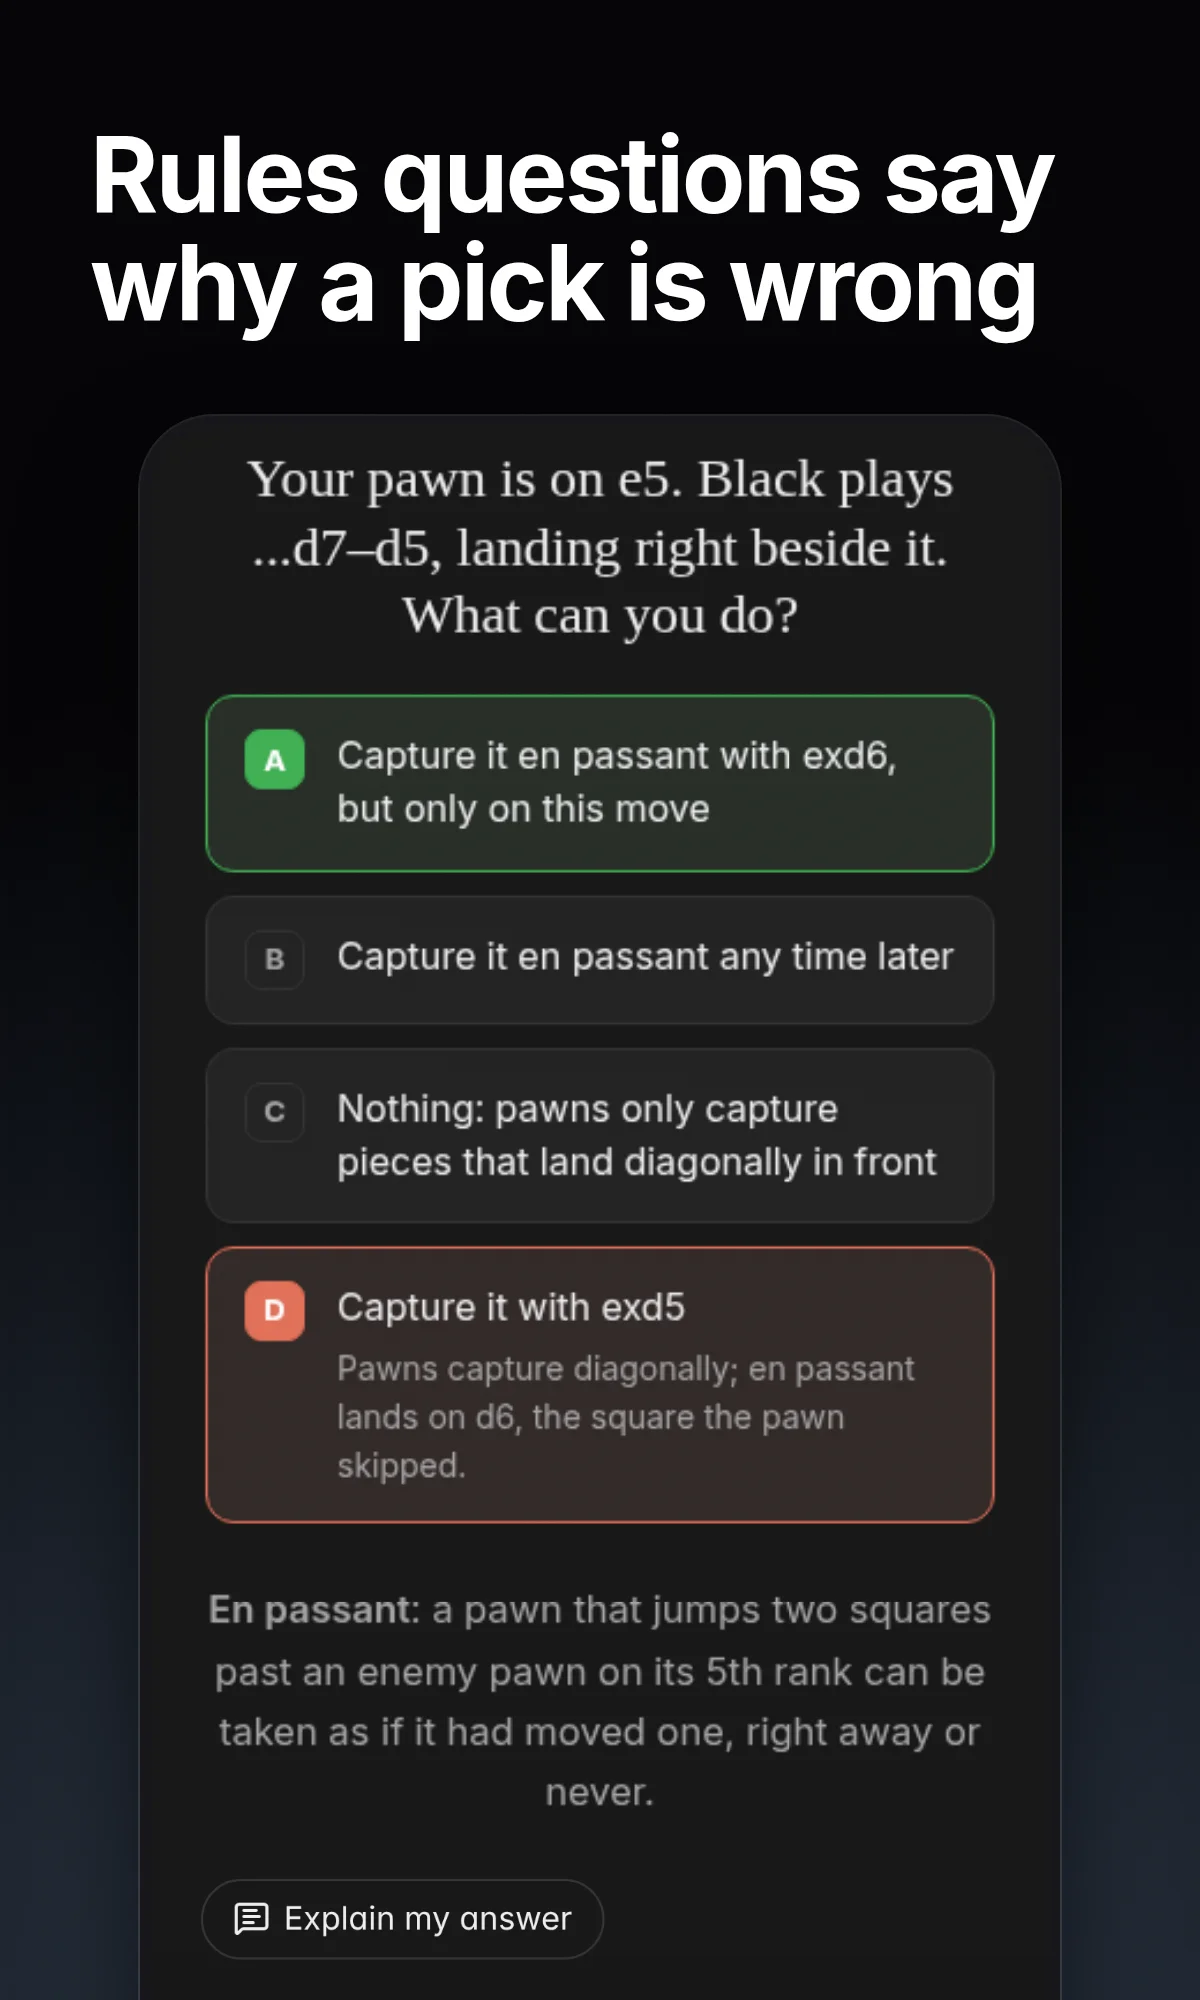 Rules questions say
why a pick is wrong
Your pawn is on e5. Black plays
...d7–d5, landing right beside it.
What can you do?
A
Capture it en passant with exd6,
but only on this move
B
Capture it en passant any time later
C
Nothing: pawns only capture
pieces that land diagonally in front
D
Capture it with exd5
Pawns capture diagonally; en passant
lands on d6, the square the pawn
skipped.
En passant: a pawn that jumps two squares
past an enemy pawn on its 5th rank can be
taken as if it had moved one, right away or
never.
Explain my answer